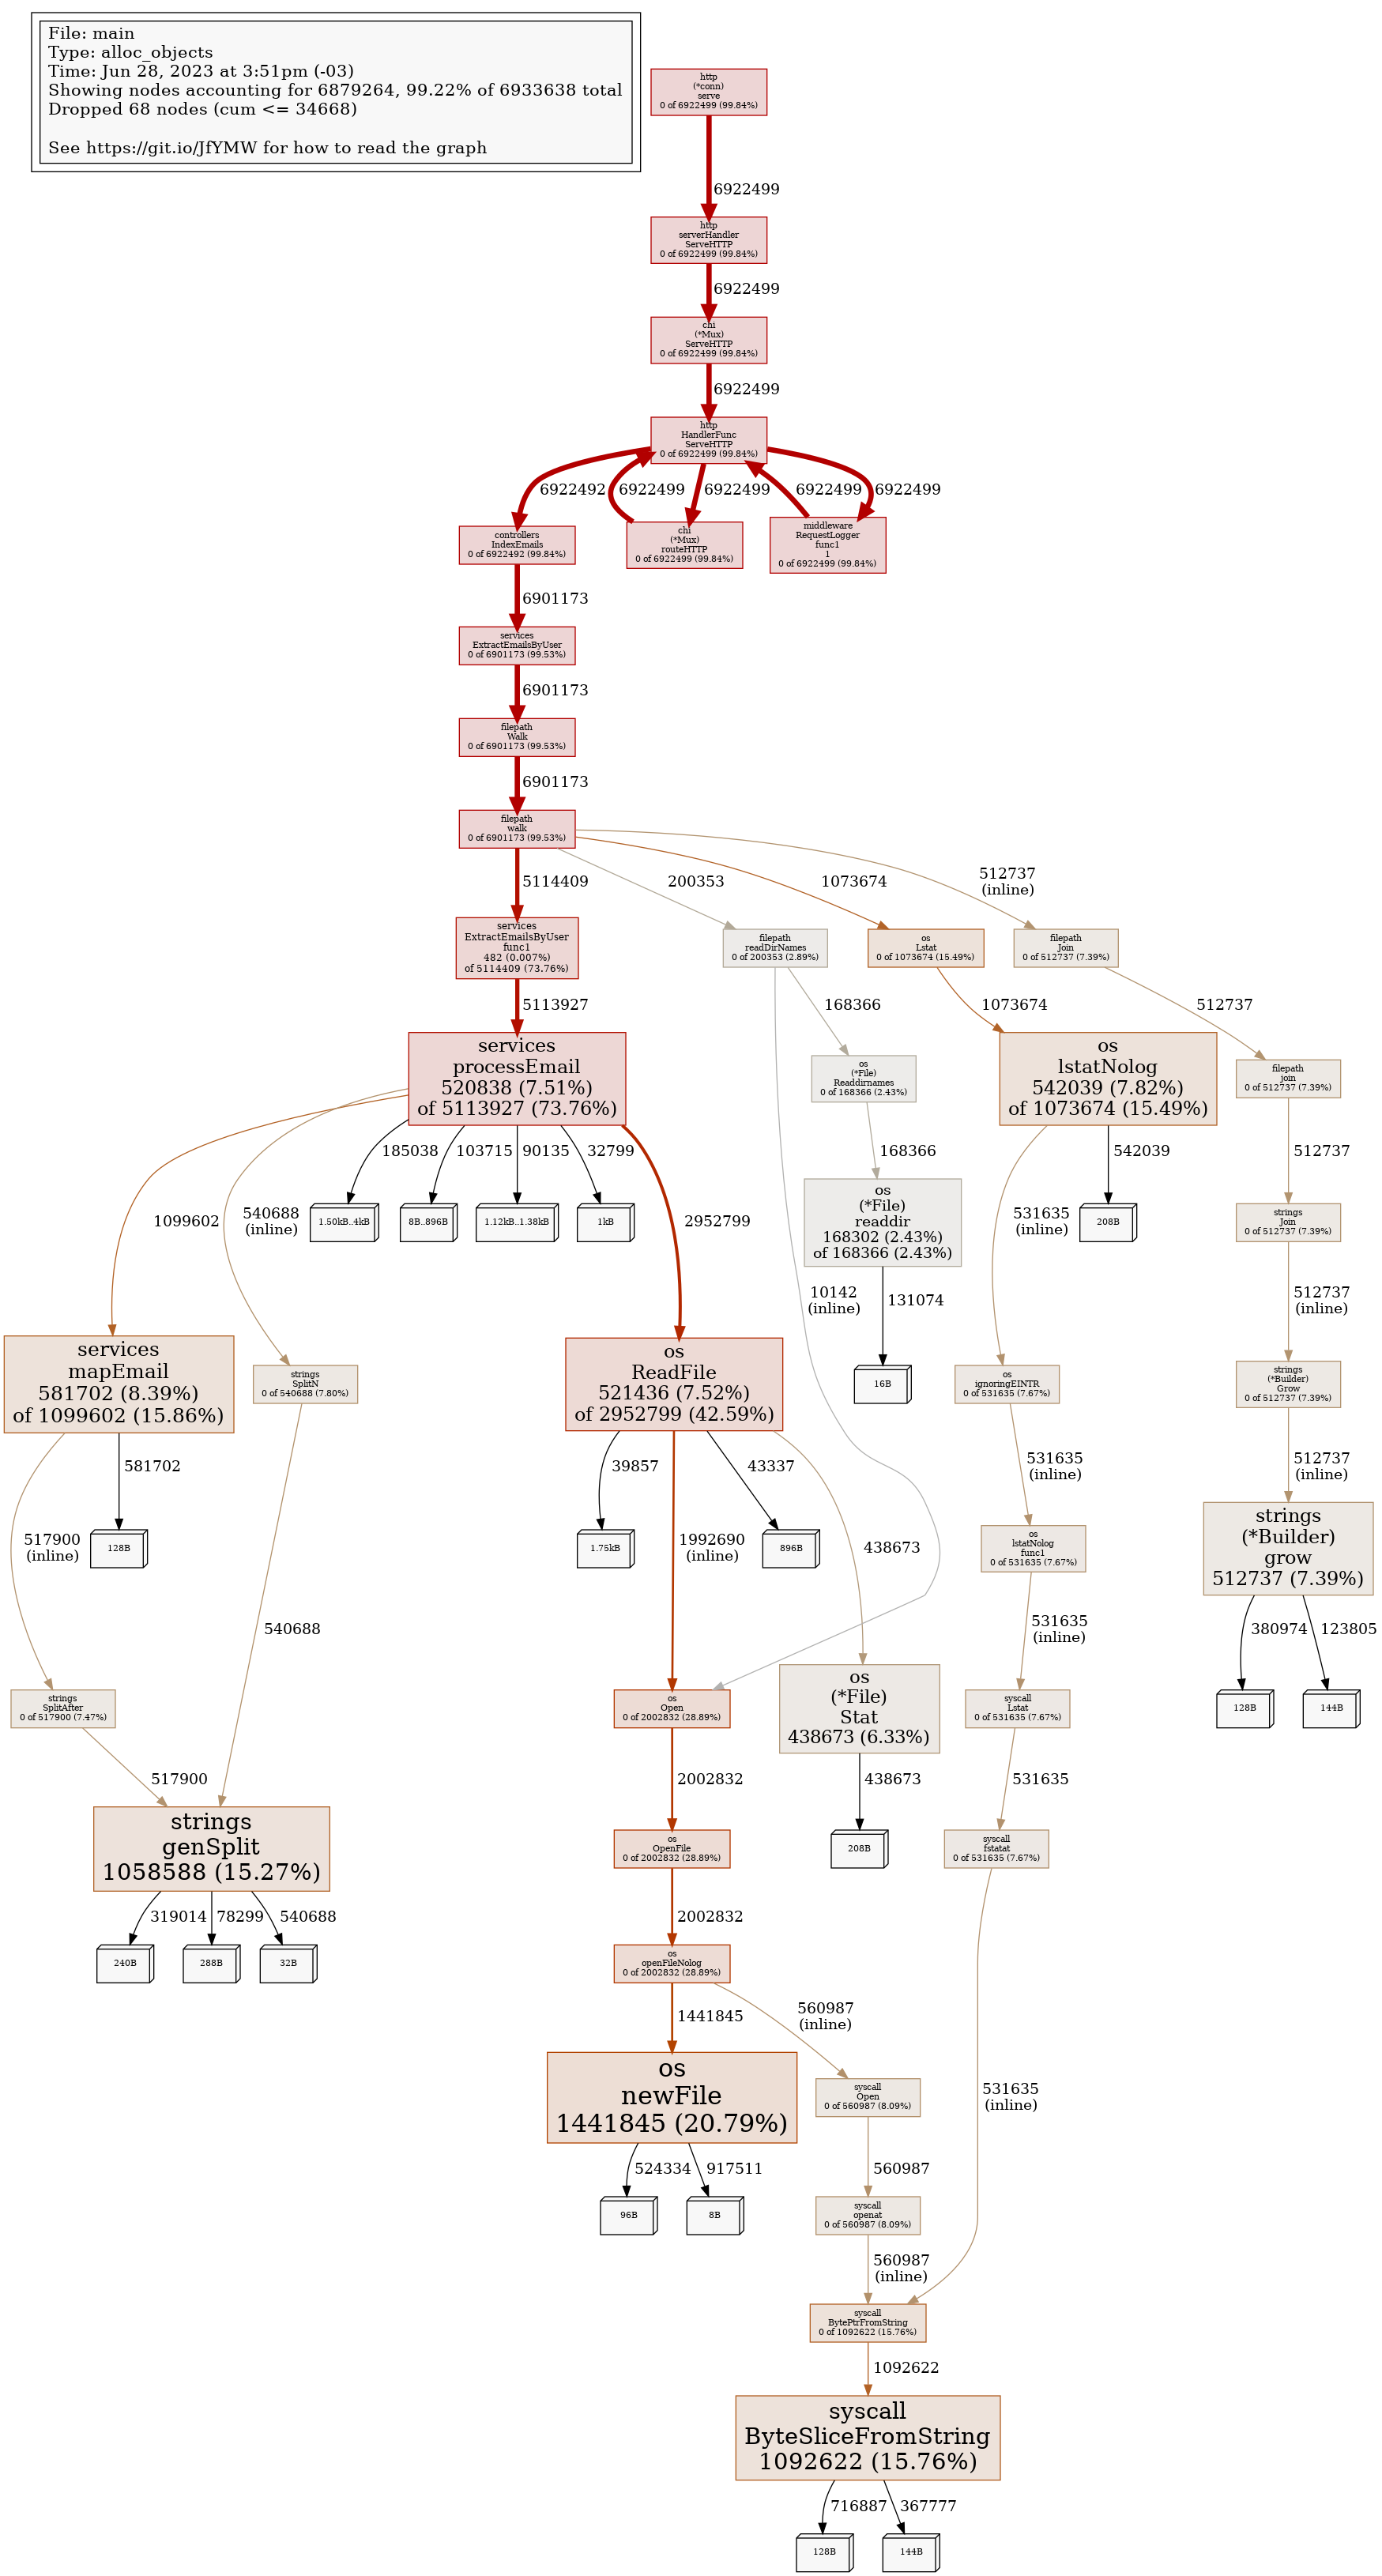 File: main
Type: alloc_objects
Time: Jun 28, 2023 at 3:51pm (-03)
Showing nodes accounting for 6879264, 99.22% of 6933638 total
Dropped 68 nodes (cum <= 34668)
See https://git.io/JfYMW for how to read the graph
http
(*conn)
serve
0 of 6922499 (99.84%)
6922499
http
serverHandler
ServeHTTP
0 of 6922499 (99.84%)
6922499
chi
(*Mux)
ServeHTTP
0 of 6922499 (99.84%)
6922499
http
HandlerFunc
ServeHTTP
0 of 6922499 (99.84%)
6922492
6922499
6922499
6922499
6922499
controllers
IndexEmails
0 of 6922492 (99.84%)
chi
(*Mux)
routeHTTP
0 of 6922499 (99.84%)
middleware
RequestLogger
func1
1
0 of 6922499 (99.84%)
6901173
services
ExtractEmailsByUser
0 of 6901173 (99.53%)
6901173
filepath
Walk
0 of 6901173 (99.53%)
6901173
filepath
walk
0 of 6901173 (99.53%)
5114409
200353
1073674
512737
(inline)
services
ExtractEmailsByUser
func1
482 (0.007%)
of 5114409 (73.76%)
filepath
readDirNames
0 of 200353 (2.89%)
os
Lstat
0 of 1073674 (15.49%)
filepath
Join
0 of 512737 (7.39%)
5113927
168366
1073674
512737
services
processEmail
520838 (7.51%)
of 5113927 (73.76%)
os
(*File)
Readdirnames
0 of 168366 (2.43%)
os
lstatNolog
542039 (7.82%)
of 1073674 (15.49%)
filepath
join
0 of 512737 (7.39%)
1099602
540688
(inline)
185038
103715
90135
32799
2952799
168366
531635
(inline)
542039
512737
1.50kB..4kB
8B..896B
1.12kB..1.38kB
1kB
os
(*File)
readdir
168302 (2.43%)
of 168366 (2.43%)
208B
strings
Join
0 of 512737 (7.39%)
10142
(inline)
131074
512737
(inline)
services
mapEmail
581702 (8.39%)
of 1099602 (15.86%)
strings
SplitN
0 of 540688 (7.80%)
os
ReadFile
521436 (7.52%)
of 2952799 (42.59%)
16B
os
ignoringEINTR
0 of 531635 (7.67%)
strings
(*Builder)
Grow
0 of 512737 (7.39%)
517900
(inline)
581702
39857
1992690
(inline)
43337
438673
531635
(inline)
512737
(inline)
128B
1.75kB
896B
os
lstatNolog
func1
0 of 531635 (7.67%)
strings
(*Builder)
grow
512737 (7.39%)
540688
531635
(inline)
380974
123805
strings
SplitAfter
0 of 517900 (7.47%)
os
Open
0 of 2002832 (28.89%)
os
(*File)
Stat
438673 (6.33%)
syscall
Lstat
0 of 531635 (7.67%)
128B
144B
517900
2002832
438673
531635
strings
genSplit
1058588 (15.27%)
os
OpenFile
0 of 2002832 (28.89%)
208B
syscall
fstatat
0 of 531635 (7.67%)
319014
78299
540688
2002832
240B
288B
32B
os
openFileNolog
0 of 2002832 (28.89%)
1441845
560987
(inline)
os
newFile
1441845 (20.79%)
syscall
Open
0 of 560987 (8.09%)
531635
(inline)
524334
917511
560987
96B
8B
syscall
openat
0 of 560987 (8.09%)
560987
(inline)
syscall
BytePtrFromString
0 of 1092622 (15.76%)
1092622
syscall
ByteSliceFromString
1092622 (15.76%)
716887
367777
128B
144B